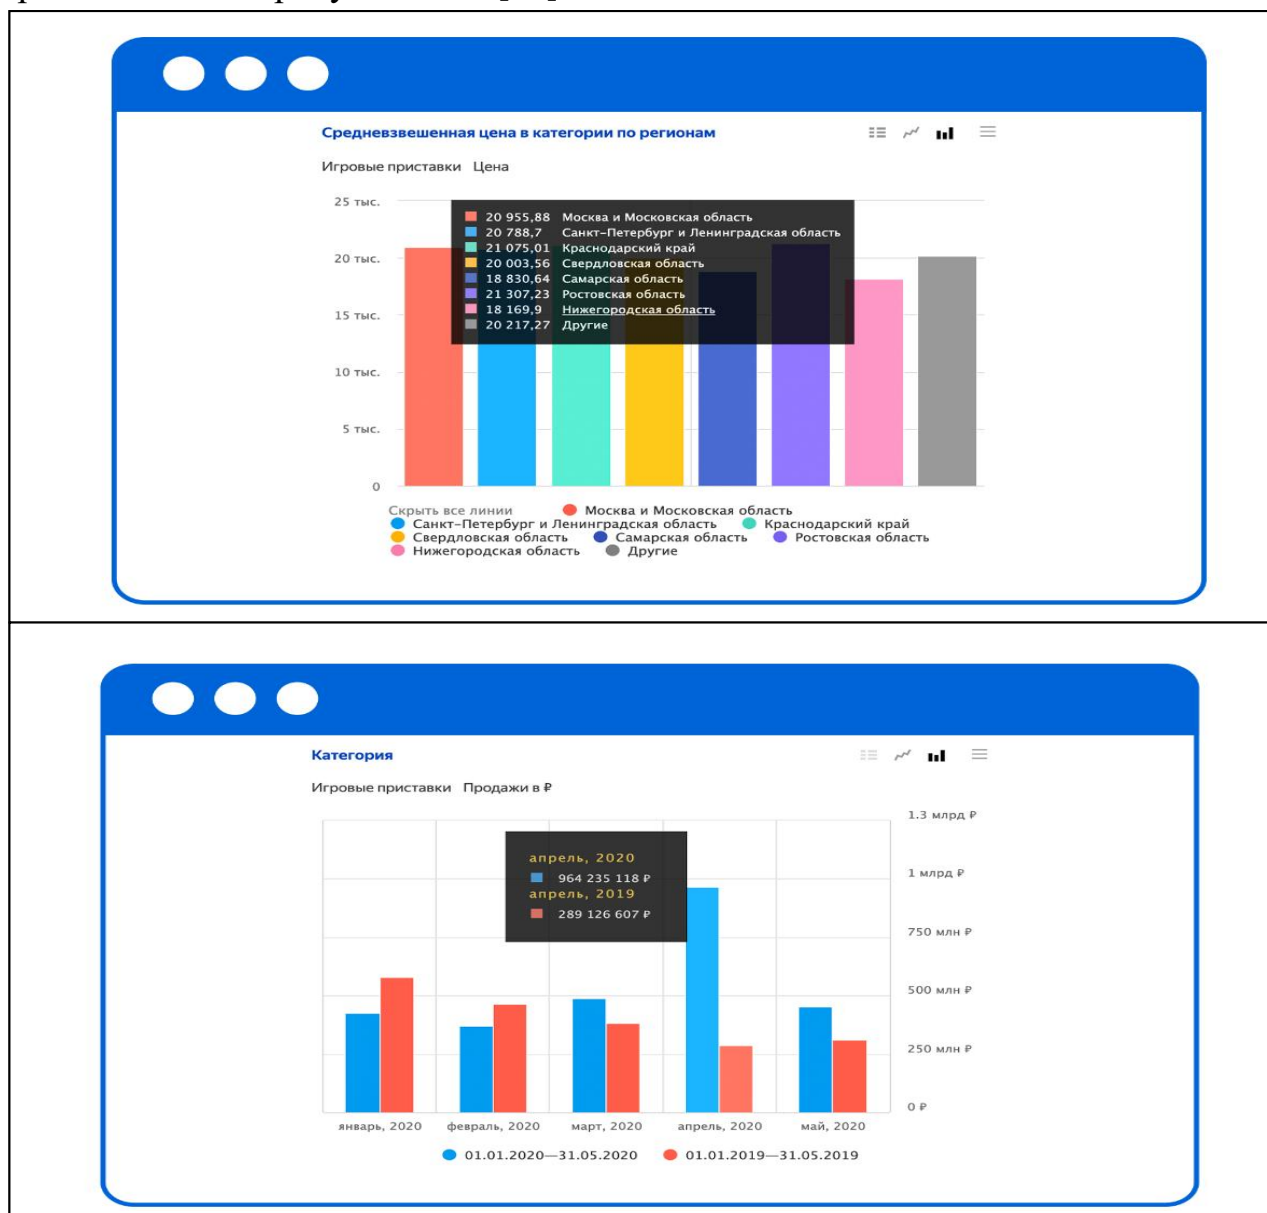 Средневзвешенная цена в категории по регионам
Игровые приставки Цена
25 тыс.
20 955,88 Москва и Московская область
20 788,7 Санкт-Петербург и Ленинградская область
21 075,01 Краснодарский край
20 003,56 Свердловская область
18 830,64 Самарская область
21 307,23 Ростовская область
18 169,9 Нижегородская область
20 217,27 Другие
20 тыс.
15 тыс.
10 тыс.
5 тыс.
0
Скрыть все линии Москва и Московская область
Санкт-Петербург и Ленинградская область Краснодарский край
Свердловская область Самарская область Ростовская область
Нижегородская область Другие
Категория
Игровые приставки Продажи в ₽
1.3 млрд ₽
апрель, 2020
964 235 118 ₽
апрель, 2019
289 126 607 ₽
1 млрд ₽
750 млн ₽
500 млн ₽
250 млн ₽
0 ₽
январь, 2020 февраль, 2020 март, 2020 апрель, 2020 май, 2020
01.01.2020—31.05.2020 01.01.2019—31.05.2019